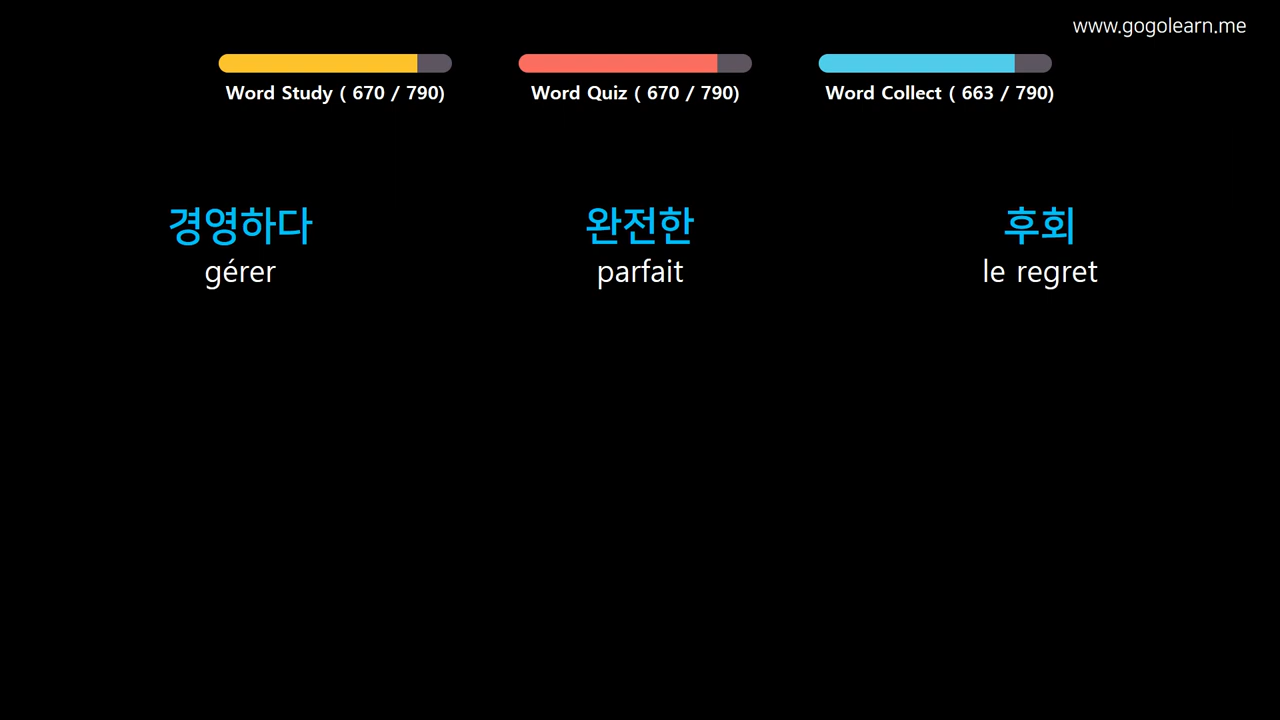 www.gogolearn.me
Word Study ( 670 / 790)
Word Quiz ( 670 / 790)
Word Collect ( 663 / 790)
경영하다
gérer
완전한
parfait
후회
le regret